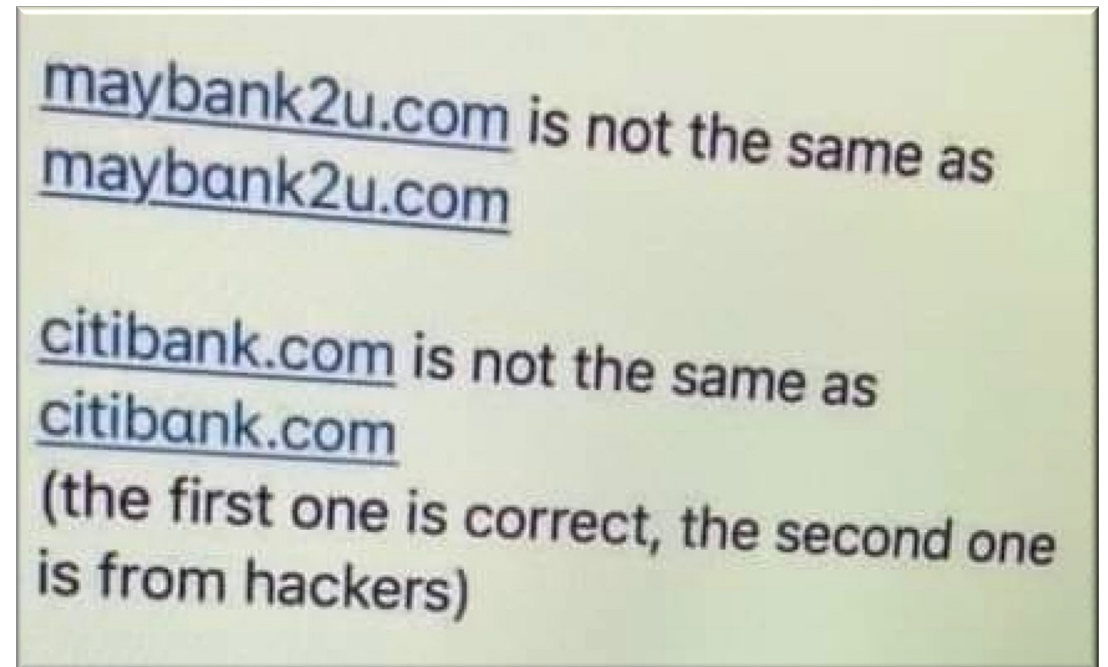 maybank2u.com is not the same as
maybɑnk2u.com
citibank.com is not the same as
citibɑnk.com
(the first one is correct, the second one
is from hackers)